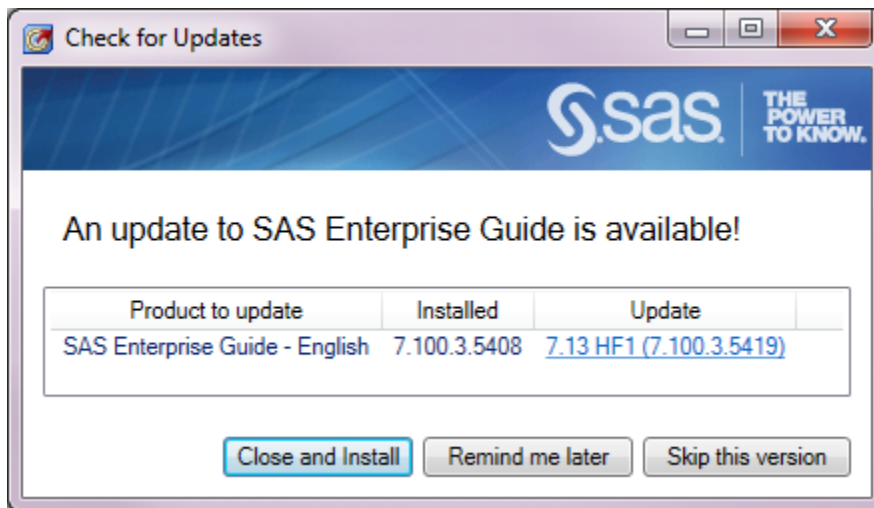 Check for Updates
sas
THE
POWER
TO KNOW.
An update to SAS Enterprise Guide is available!
Product to update Installed Update
SAS Enterprise Guide - English 7.100.3.5408 7.13 HF1 (7.100.3.5419)
Close and Install Remind me later Skip this version